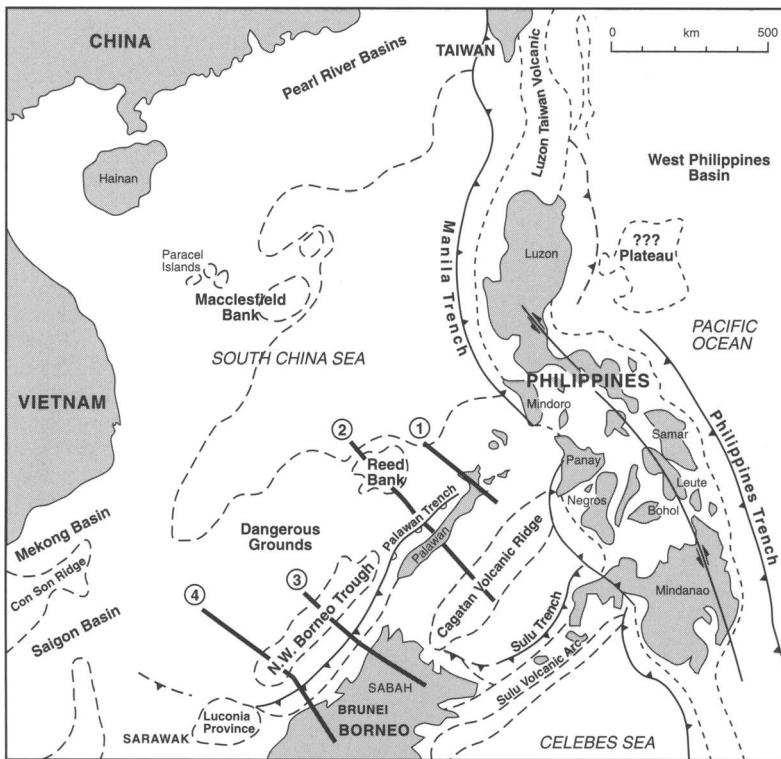 CHINA
TAIWAN
0 km 500
Pearl River Basins
Luzon Taiwan Volcanic
West Philippines
Basin
Hainan
Manila Trench
Luzon
???
Plateau
Paracel
Islands
Macclesfield
Bank
PACIFIC
OCEAN
SOUTH CHINA SEA
VIETNAM
PHILIPPINES
Mindoro
Philippines Trench
Samar
2
1
Reed
Bank
Panay
Leute
Negros
Bohol
Palawan Trench
Palawan
Mekong Basin
Dangerous
Grounds
Con Son Ridge
Cagatan Volcanic Ridge
Mindanao
4
3
N.W. Borneo Trough
Saigon Basin
Sulu Trench
Sulu Volcanic Arc
SABAH
BRUNEI
Luconia
Province
BORNEO
SARAWAK
CELEBES SEA